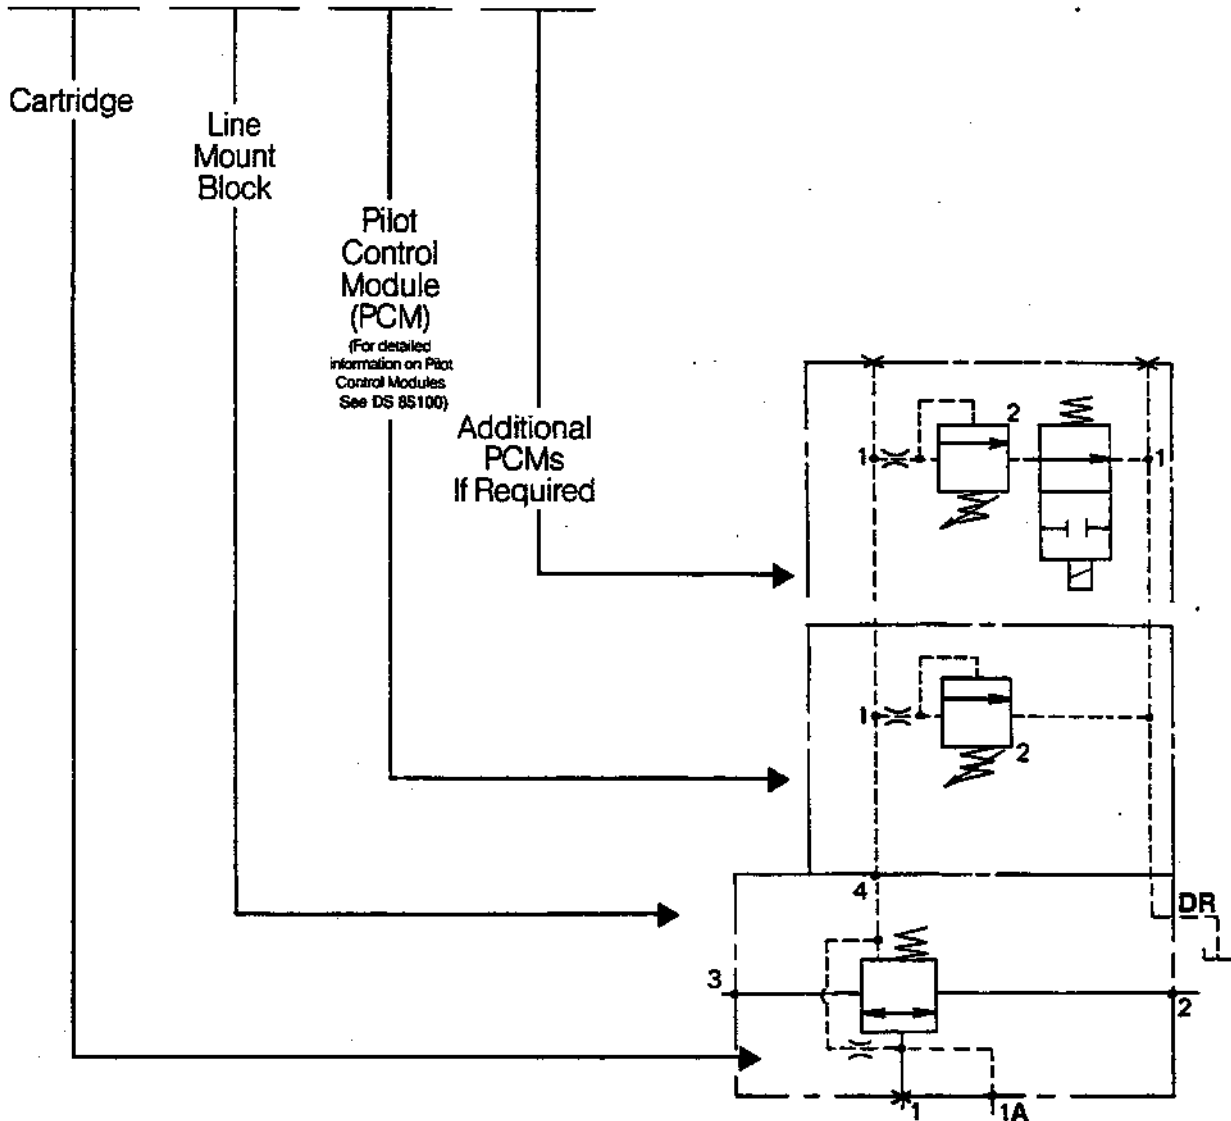 Cartridge
Line
Mount
Block
Pilot
Control
Module
(PCM)
(For detailed
information on Pilot
Control Modules
See DS 85100)
Additional
PCMs
If Required
2
1
1
1
2
4
DR
3
2
1
1A